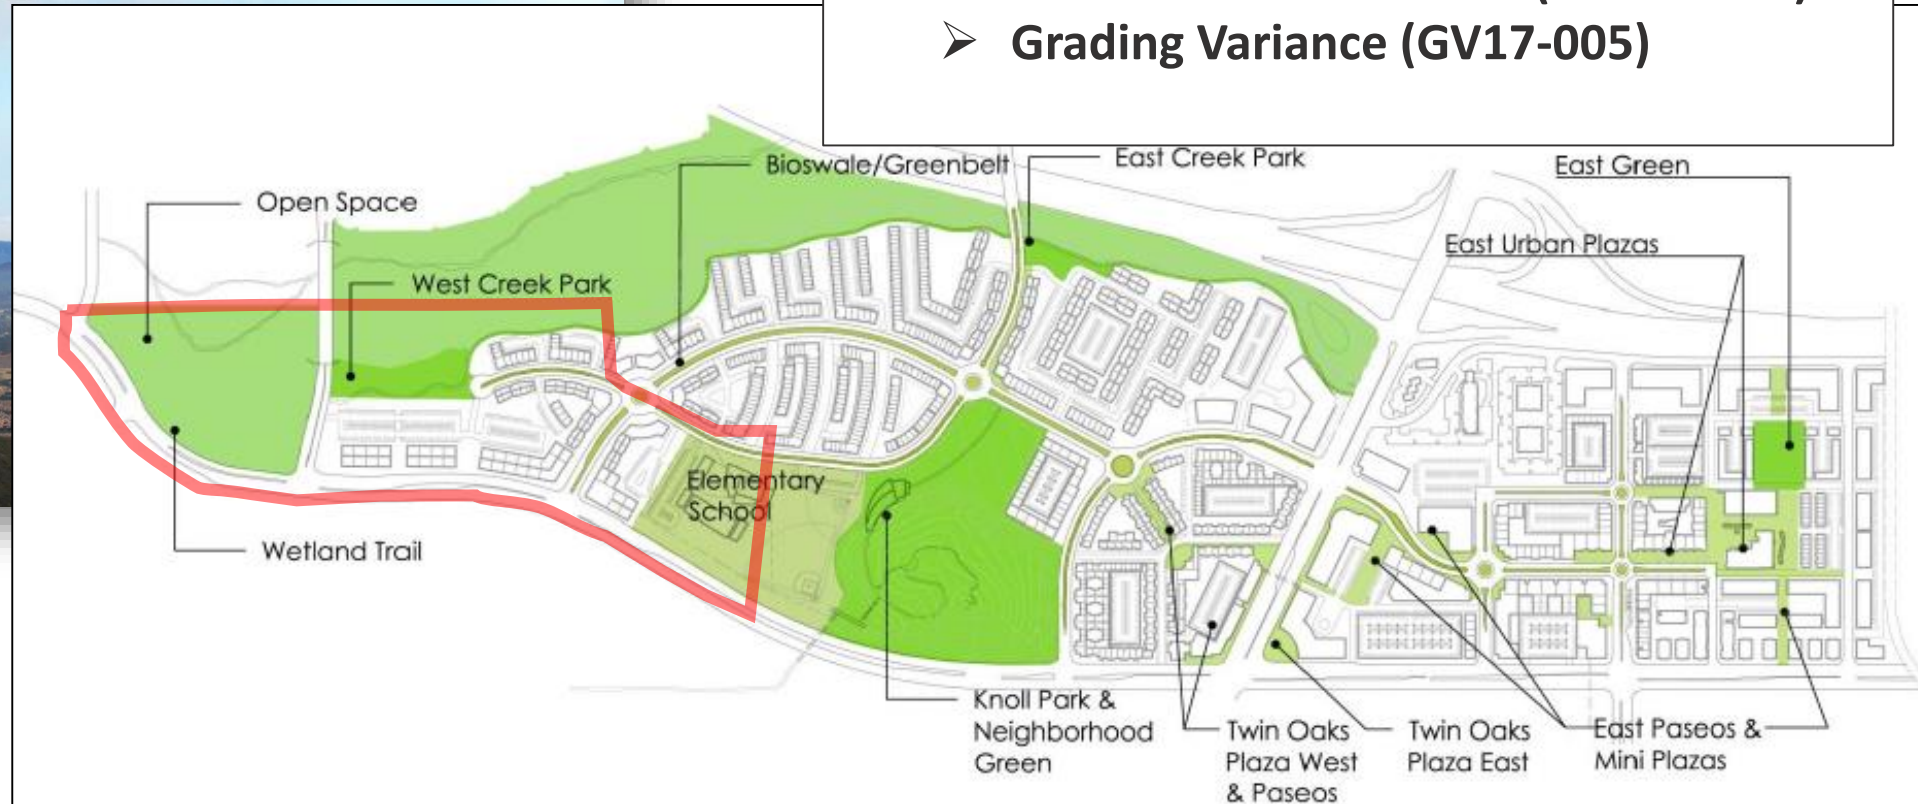 ➢ Grading Variance (GV17-005)
Bioswale/Greenbelt
East Creek Park
East Green
Open Space
East Urban Plazas
West Creek Park
Elementary
School
Wetland Trail
Knoll Park &
Neighborhood
Green
Twin Oaks
Plaza West
& Paseos
Twin Oaks
Plaza East
East Paseos &
Mini Plazas